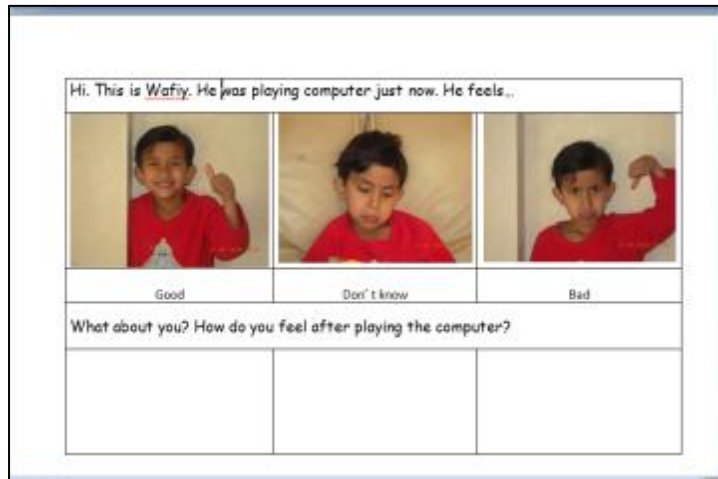 Hi. This is Wafiy. He was playing computer just now. He feels...
Good
Don't know
Bad
What about you? How do you feel after playing the computer?